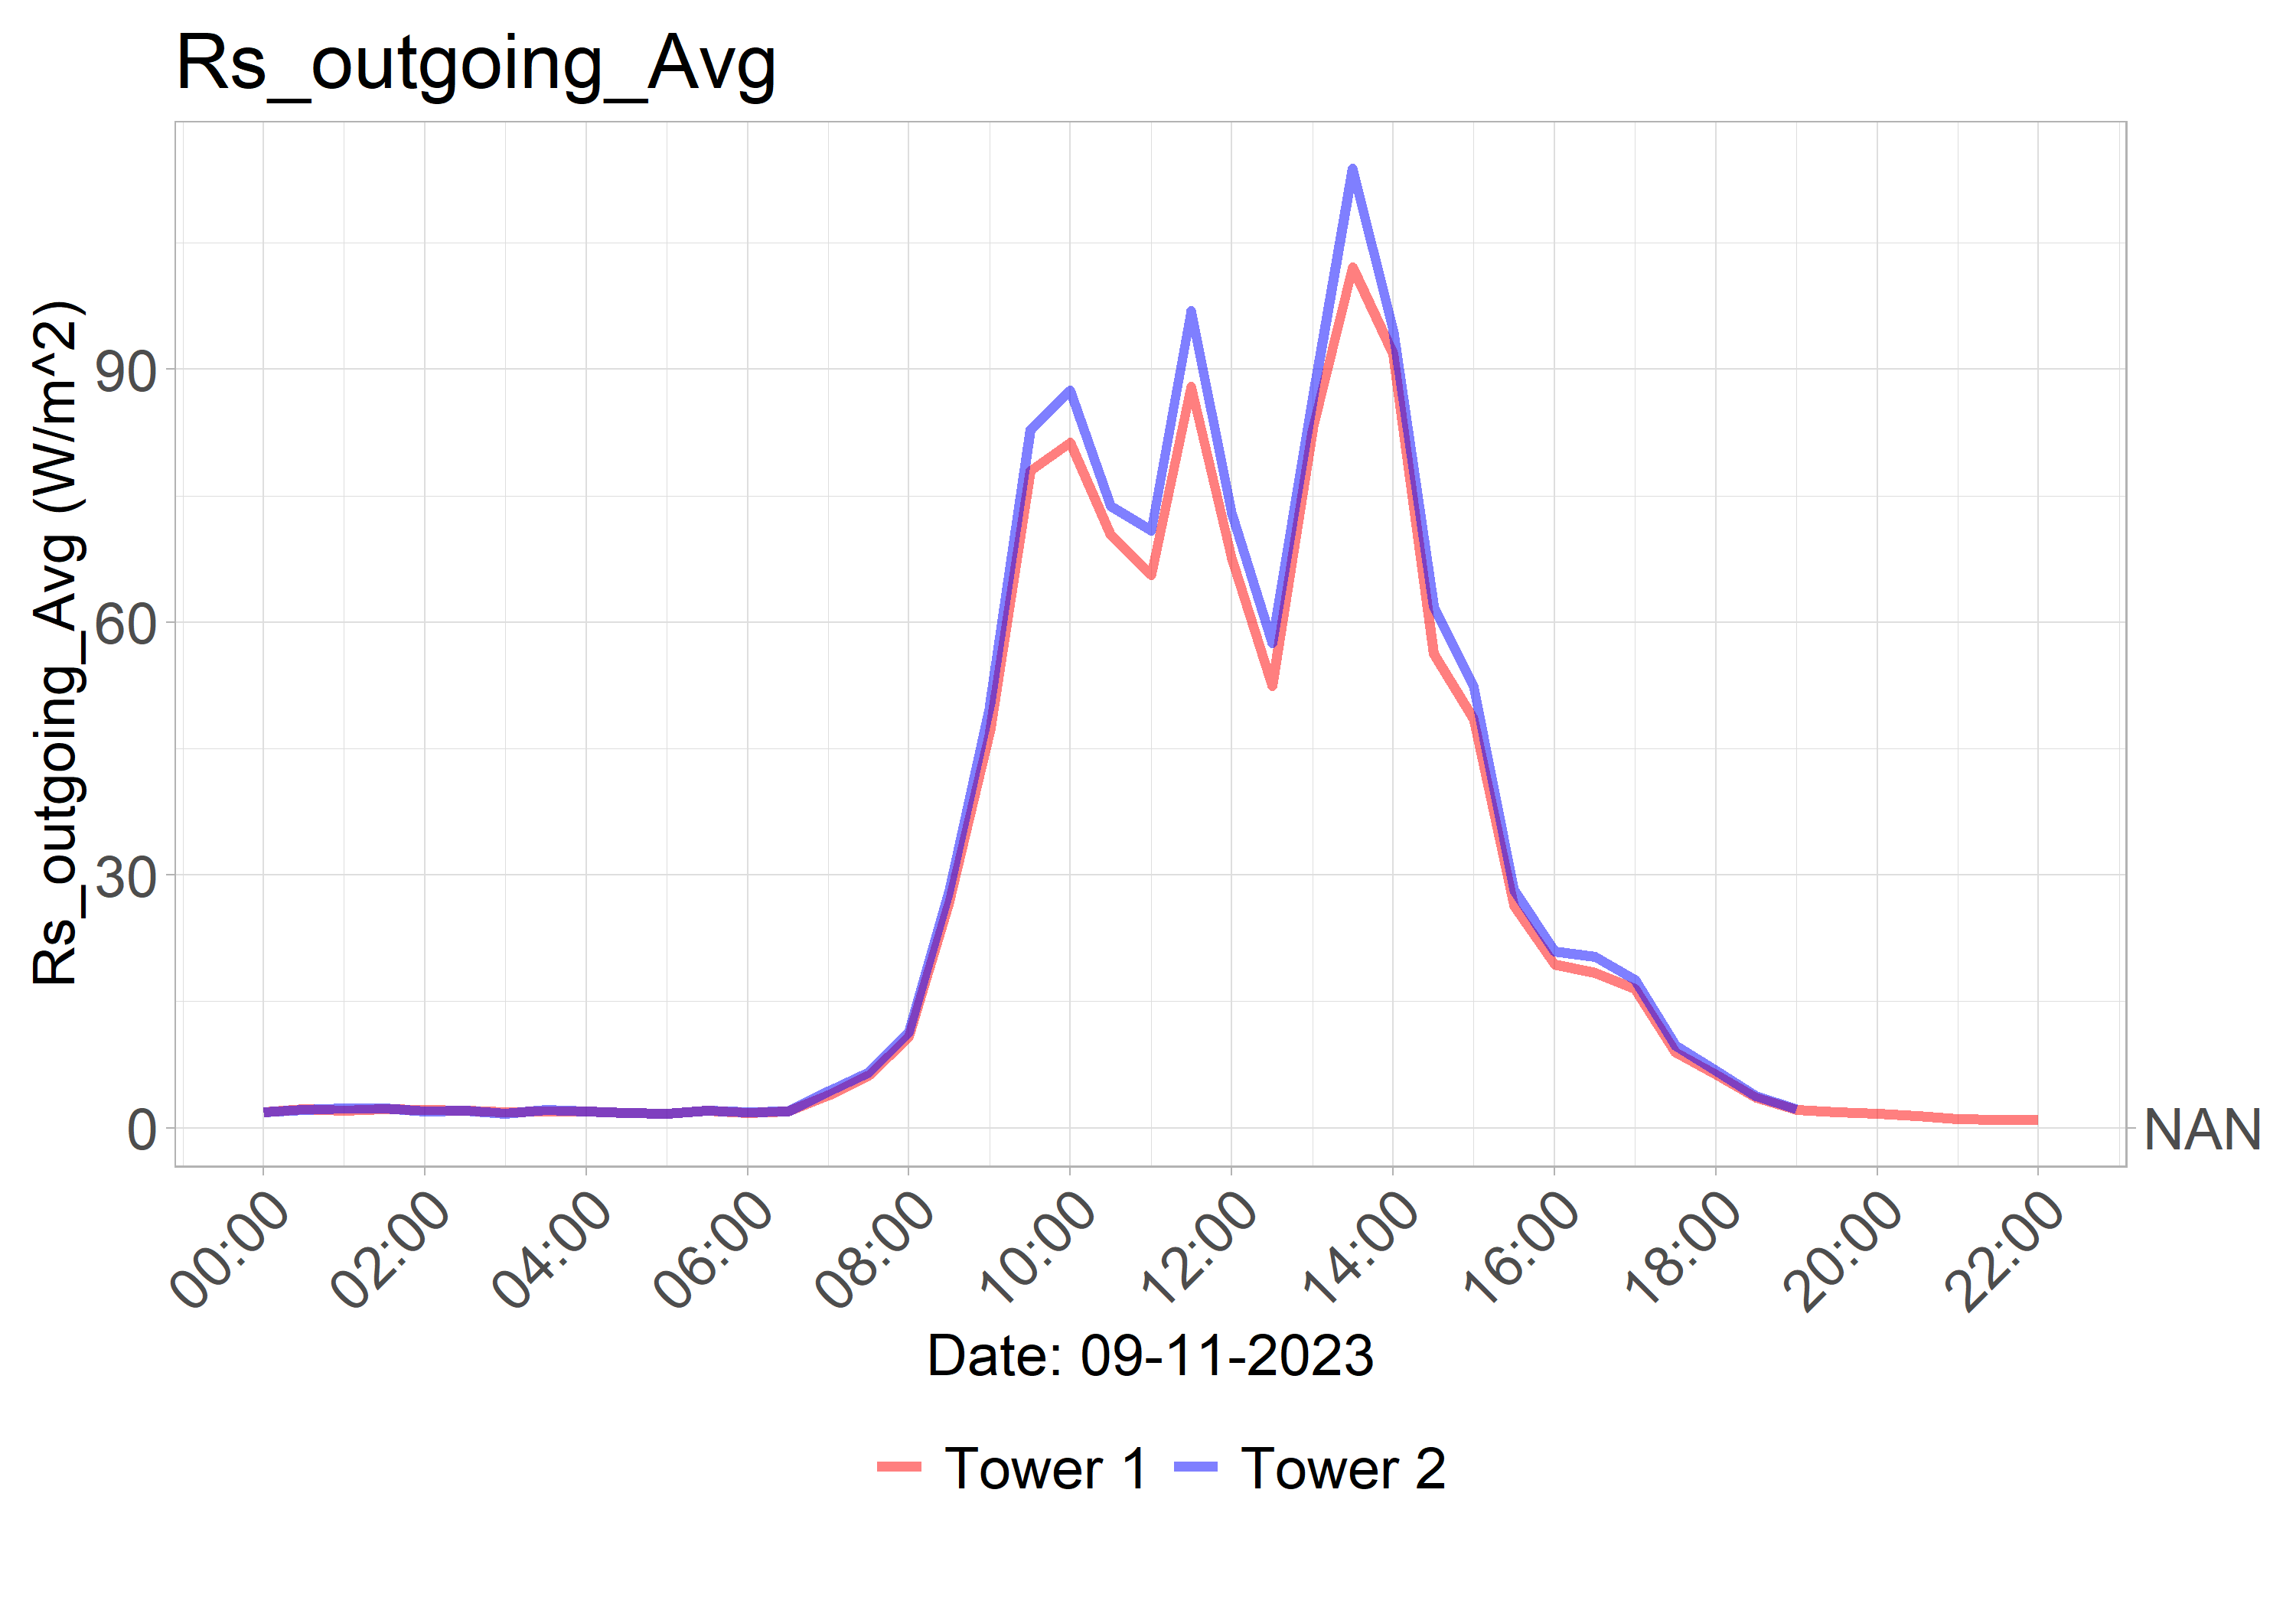 Rs_outgoing_Avg
Rs_outgoing_Avg (W/m^2)
90
60
30
0
NAN
00:00 02:00 04:00 06:00 08:00 10:00 12:00 14:00 16:00 18:00 20:00 22:00
Date: 09-11-2023
Tower 1 Tower 2